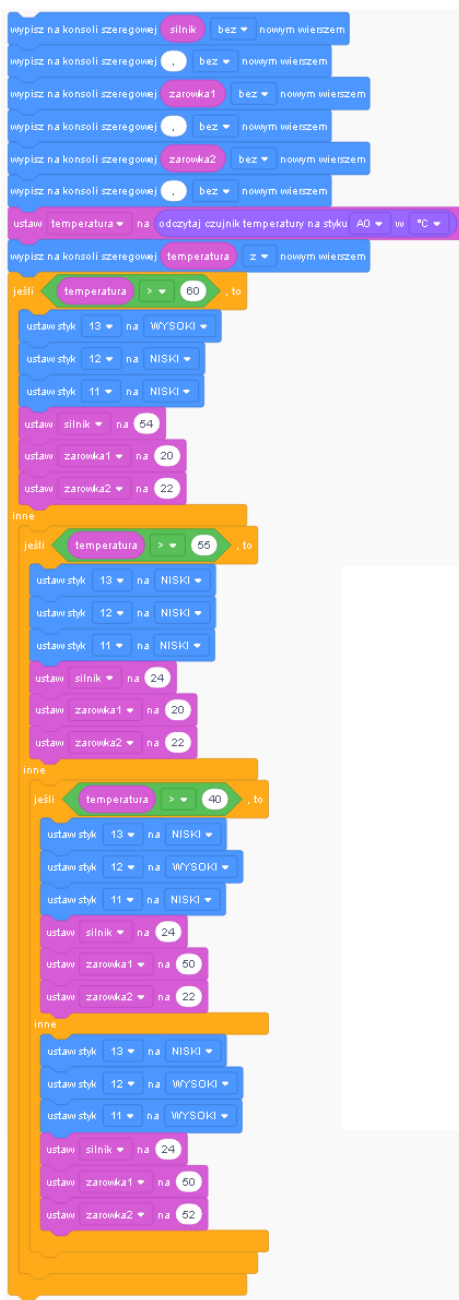 wypisz na konsoli szeregowej silnik bez nowym wierszem
wypisz na konsoli szeregowej , bez nowym wierszem
wypisz na konsoli szeregowej zarowka1 bez nowym wierszem
wypisz na konsoli szeregowej , bez nowym wierszem
wypisz na konsoli szeregowej zarowka2 bez nowym wierszem
wypisz na konsoli szeregowej , bez nowym wierszem
ustaw temperatura na odczytaj czujnik temperatury na styku A0 w °C
wypisz na konsoli szeregowej temperatura z nowym wierszem
jeśli temperatura > 60 , to
ustaw styk 13 na WYSOKI
ustaw styk 12 na NISKI
ustaw styk 11 na NISKI
ustaw silnik na 54
ustaw zarowka1 na 20
ustaw zarowka2 na 22
inne
jeśli temperatura > 55 , to
ustaw styk 13 na NISKI
ustaw styk 12 na NISKI
ustaw styk 11 na NISKI
ustaw silnik na 24
ustaw zarowka1 na 20
ustaw zarowka2 na 22
inne
jeśli temperatura > 40 , to
ustaw styk 13 na NISKI
ustaw styk 12 na WYSOKI
ustaw styk 11 na NISKI
ustaw silnik na 24
ustaw zarowka1 na 50
ustaw zarowka2 na 22
inne
ustaw styk 13 na NISKI
ustaw styk 12 na WYSOKI
ustaw styk 11 na WYSOKI
ustaw silnik na 24
ustaw zarowka1 na 50
ustaw zarowka2 na 52